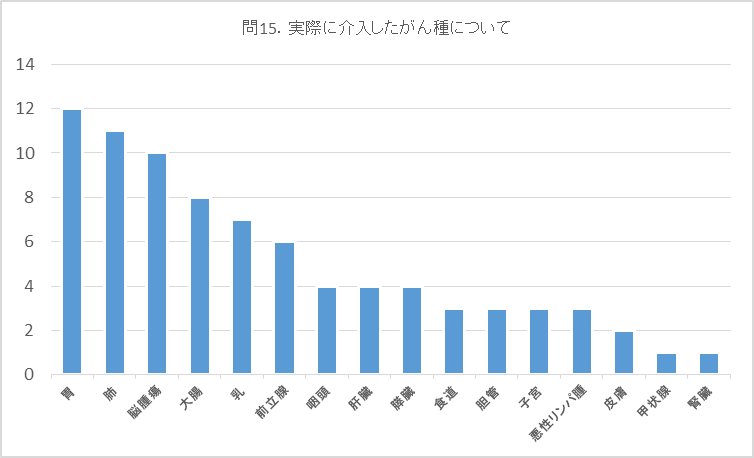 問15. 実際に介入したがん種について
14
12
10
8
6
4
2
0
胃
肺
脳腫瘍
大腸
乳
前立腺
咽頭
肝臓
膵臓
食道
胆管
子宮
悪性リンパ腫
皮膚
甲状腺
腎臓